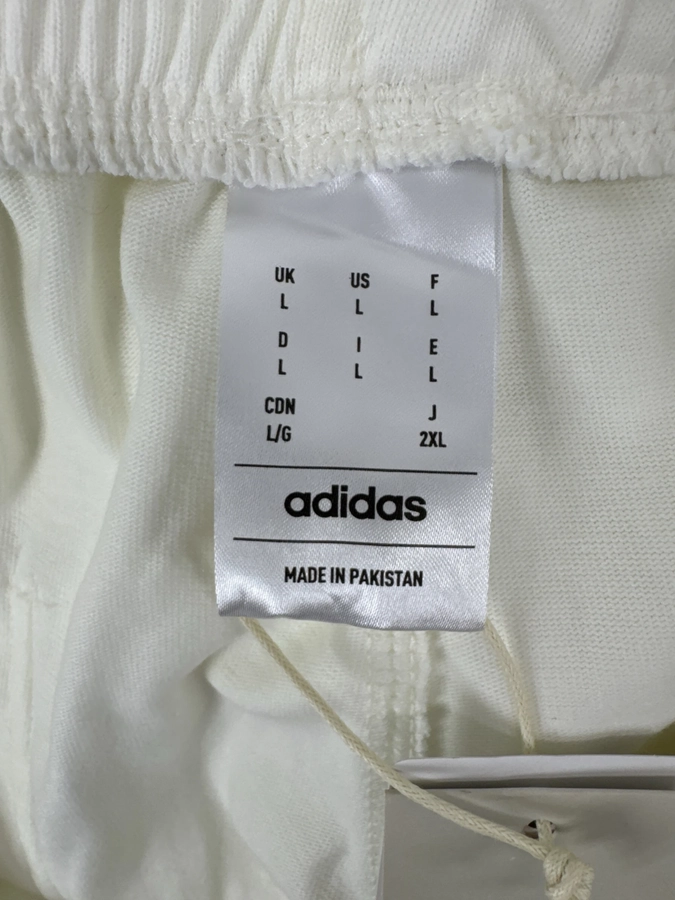 UK US F
L L L
D I E
L L L
CDN J
L/G 2XL
adidas
MADE IN PAKISTAN